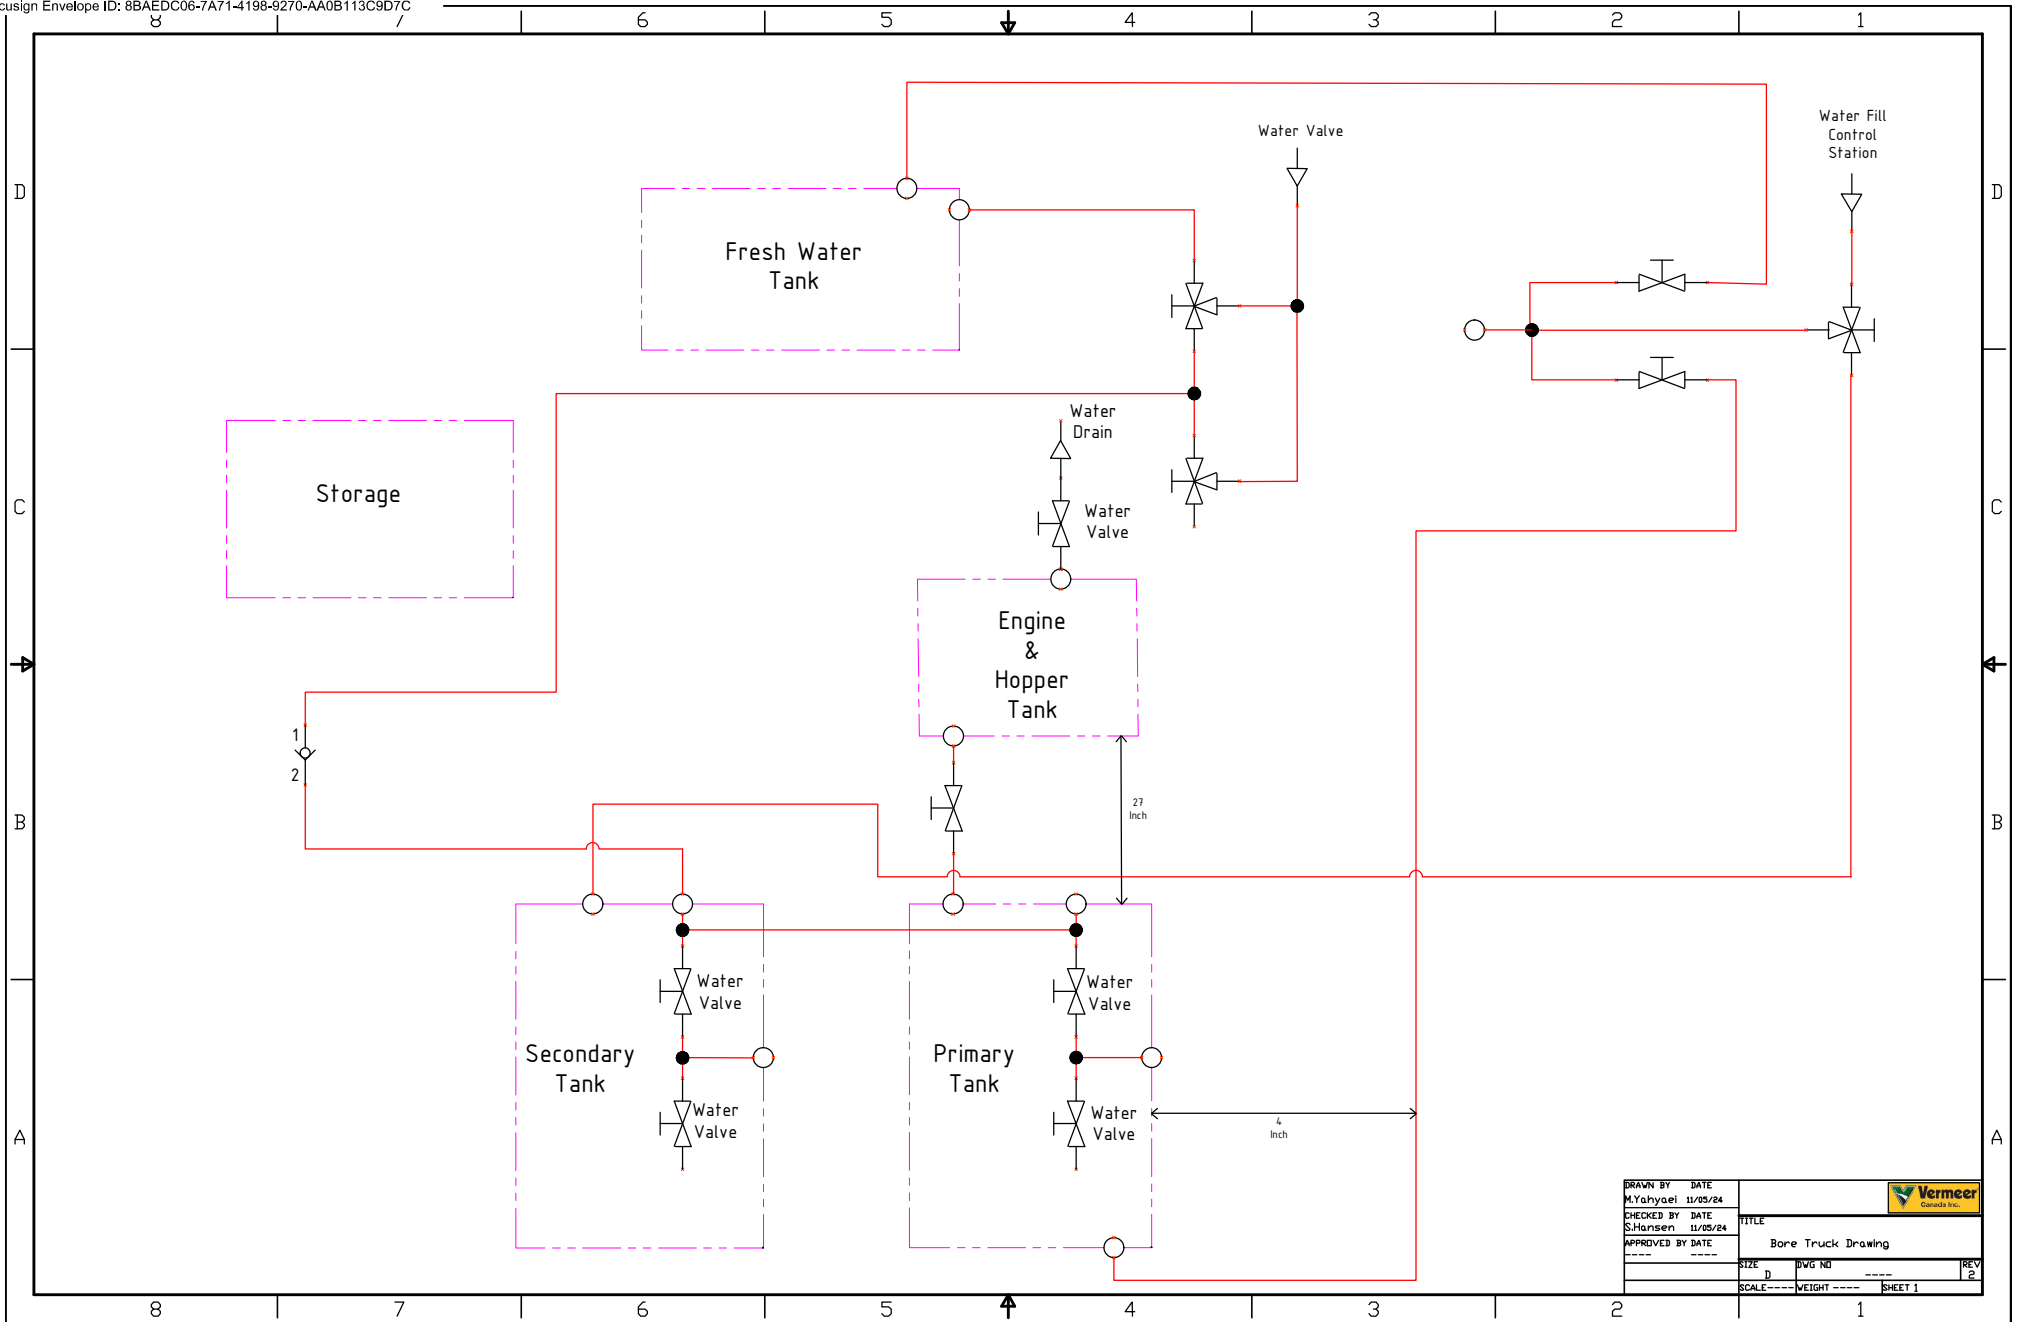 cusign Envelope ID: 8BAEDC06-7A71-4198-9270-AA0B113C9D7C
8 7 6 5 4 3 2 1
Water Fill
Control
Station
Water Valve
D
D
Fresh Water
Tank
Water
Drain
Storage
C
C
Water
Valve
Engine
&
Hopper
Tank
1
2
27
Inch
B
B
Water
Valve
Water
Valve
Secondary
Tank
Primary
Tank
Water
Valve
Water
Valve
4
Inch
A
A
DRAWN BY DATE
M.Yahyaei 11/05/24
CHECKED BY DATE
S.Hansen 11/05/24
APPROVED BY DATE
---- ----
Vermeer
Canada Inc.
TITLE
Bore Truck Drawing
SIZE DWG NO REV
D ---- 2
SCALE---- WEIGHT ---- SHEET 1
8 7 6 5 4 3 2 1